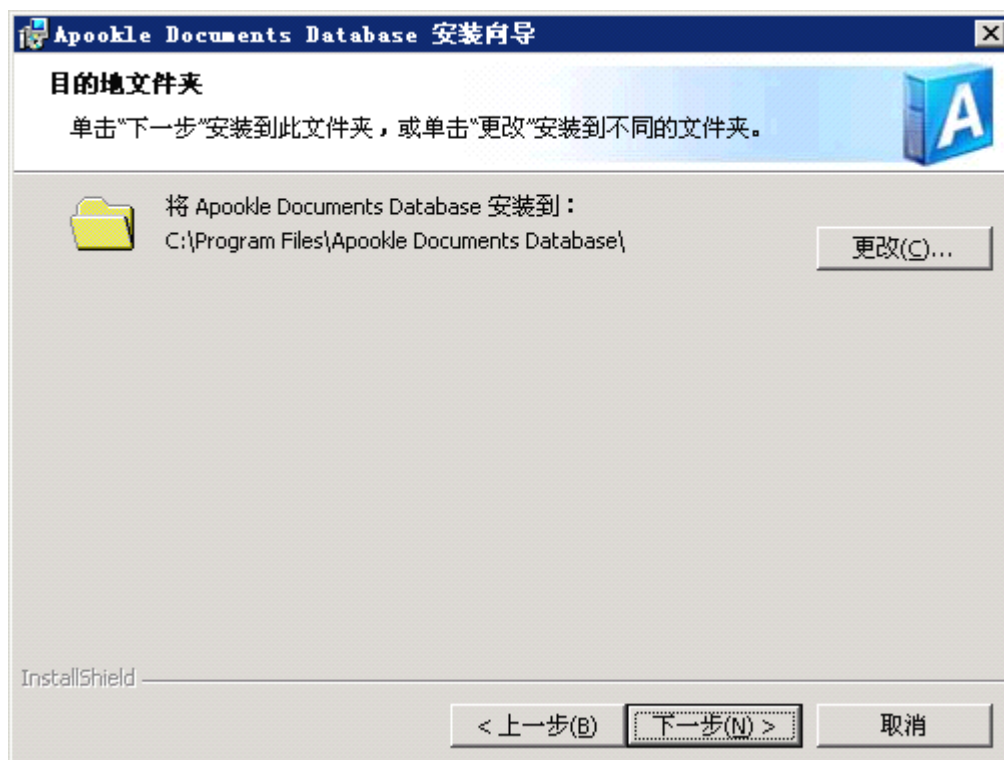 Apookle Documents Database 安装向导
目的地文件夹
单击"下一步"安装到此文件夹，或单击"更改"安装到不同的文件夹。
A
将 Apookle Documents Database 安装到：
C:\Program Files\Apookle Documents Database\
更改(C)...
InstallShield
< 上一步(B)
下一步(N) >
取消